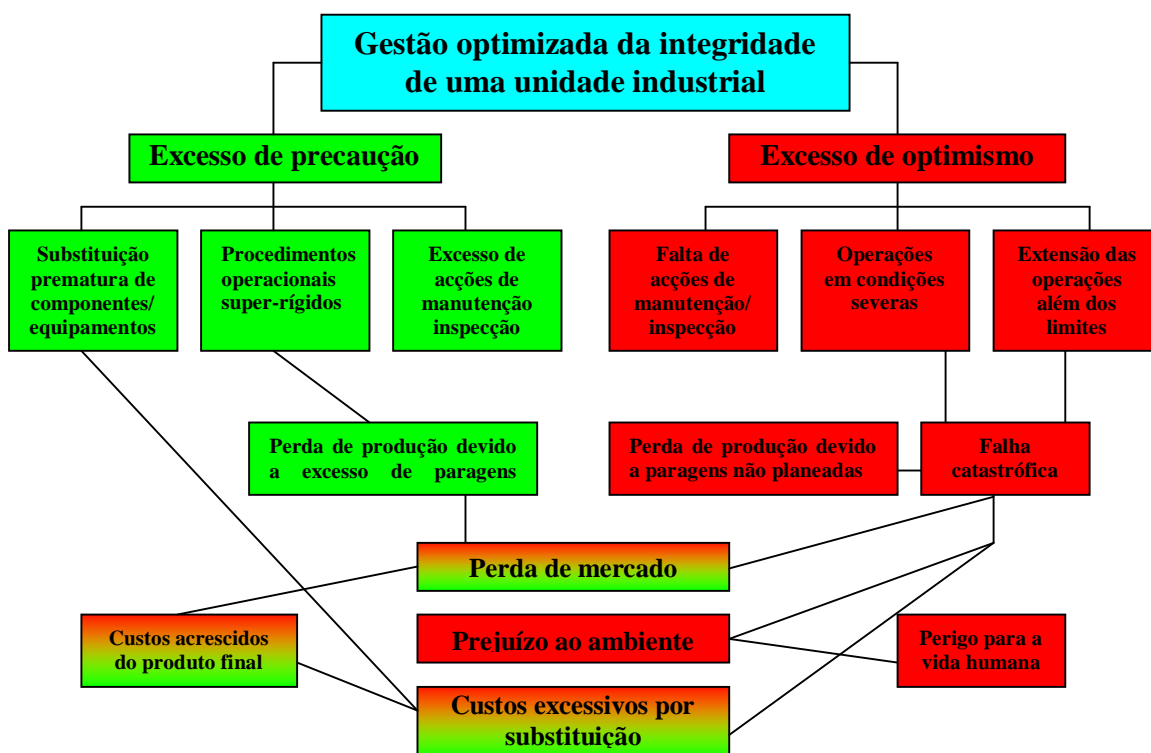 Gestão optimizada da integridade
de uma unidade industrial
Excesso de precaução
Excesso de optimismo
Substituição
prematura de
componentes/
equipamentos
Procedimentos
operacionais
super-rígidos
Excesso de
acções de
manutenção
inspecção
Falta de
acções de
manutenção/
inspecção
Operações
em condições
severas
Extensão das
operações
além dos
limites
Perda de produção devido
a excesso de paragens
Perda de produção devido
a paragens não planeadas
Falha
catastrófica
Perda de mercado
Custos acrescidos
do produto final
Prejuízo ao ambiente
Perigo para a
vida humana
Custos excessivos por
substituição